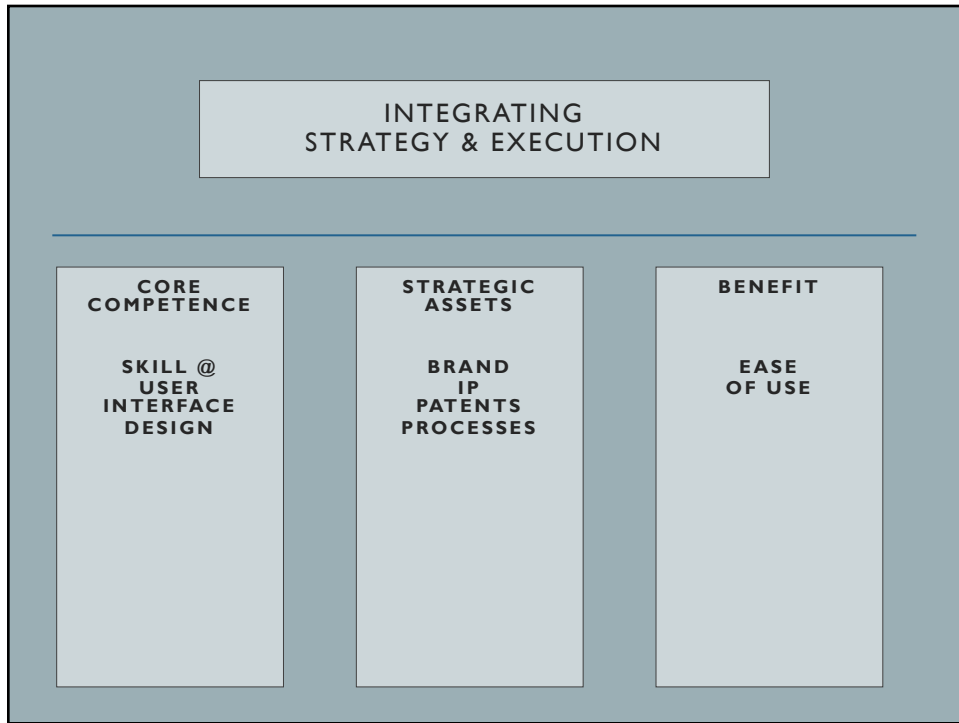 INTEGRATING
STRATEGY & EXECUTION
CORE
COMPETENCE
SKILL @
USER
INTERFACE
DESIGN
STRATEGIC
ASSETS
BRAND
IP
PATENTS
PROCESSES
BENEFIT
EASE
OF USE